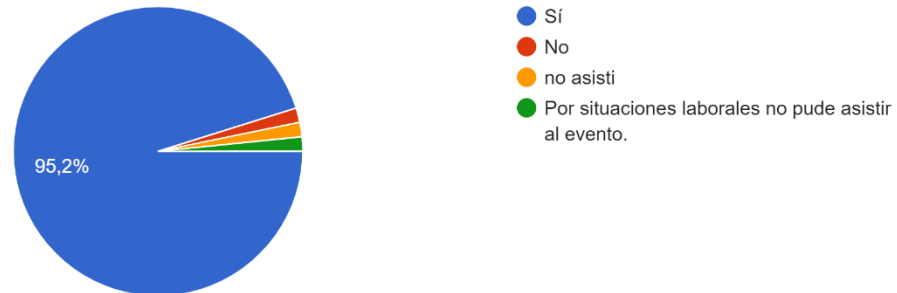 Sí
No
no asisti
Por situaciones laborales no pude asistir
al evento.
95,2%